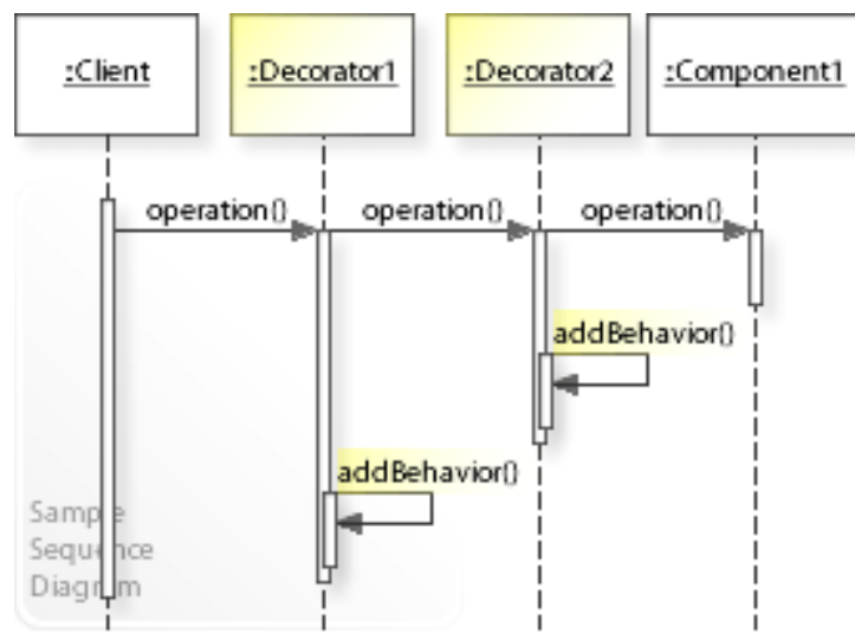 :Client
:Decorator1
:Decorator2
:Component1
operation()
operation()
operation()
addBehavior()
addBehavior()
Sample
Sequence
Diagram